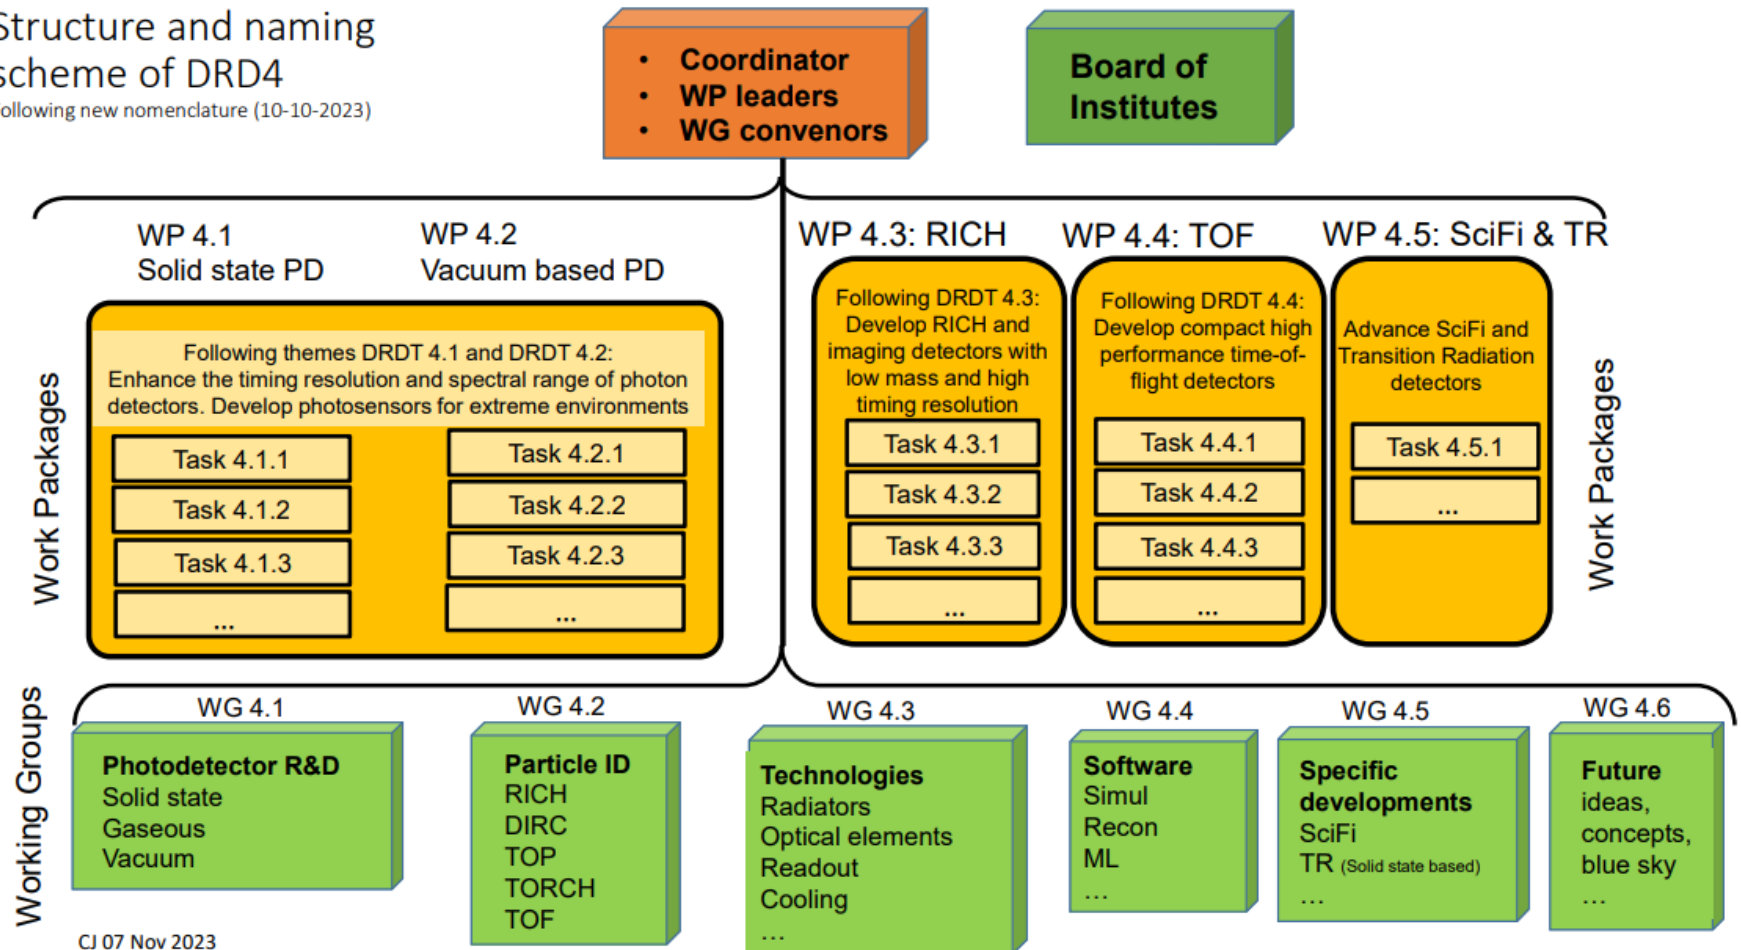 Structure and naming
scheme of DRD4
following new nomenclature (10-10-2023)
• Coordinator
• WP leaders
• WG convenors
Board of
Institutes
WP 4.1
Solid state PD
WP 4.2
Vacuum based PD
WP 4.3: RICH
WP 4.4: TOF
WP 4.5: SciFi & TR
Work Packages
Following themes DRDT 4.1 and DRDT 4.2:
Enhance the timing resolution and spectral range of photon
detectors. Develop photosensors for extreme environments
Task 4.1.1
Task 4.1.2
Task 4.1.3
...
Task 4.2.1
Task 4.2.2
Task 4.2.3
...
Following DRDT 4.3:
Develop RICH and
imaging detectors with
low mass and high
timing resolution
Task 4.3.1
Task 4.3.2
Task 4.3.3
...
Following DRDT 4.4:
Develop compact high
performance time-of-
flight detectors
Task 4.4.1
Task 4.4.2
Task 4.4.3
...
Advance SciFi and
Transition Radiation
detectors
Task 4.5.1
...
Work Packages
Working Groups
WG 4.1
Photodetector R&D
Solid state
Gaseous
Vacuum
WG 4.2
Particle ID
RICH
DIRC
TOP
TORCH
TOF
WG 4.3
Technologies
Radiators
Optical elements
Readout
Cooling
...
WG 4.4
Software
Simul
Recon
ML
...
WG 4.5
Specific
developments
SciFi
TR (Solid state based)
...
WG 4.6
Future
ideas,
concepts,
blue sky
...
CJ 07 Nov 2023